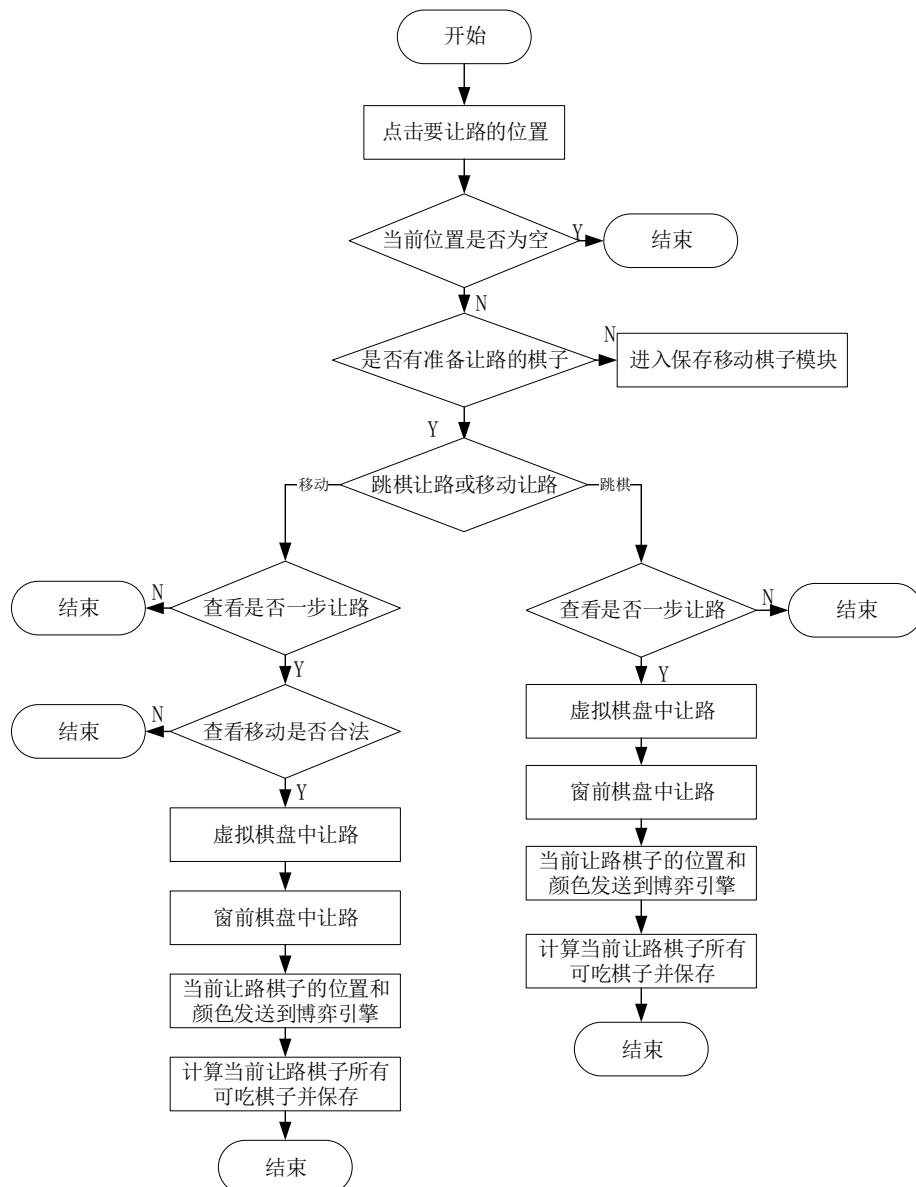 开始
点击要让路的位置
当前位置是否为空
Y
结束
N
是否有准备让路的棋子
N
进入保存移动棋子模块
Y
跳棋让路或移动让路
移动
跳棋
结束
N
查看是否一步让路
查看是否一步让路
N
结束
Y
Y
结束
N
查看移动是否合法
虚拟棋盘中让路
Y
窗前棋盘中让路
虚拟棋盘中让路
当前让路棋子的位置和
颜色发送到博弈引擎
窗前棋盘中让路
计算当前让路棋子所有
可吃棋子并保存
当前让路棋子的位置和
颜色发送到博弈引擎
结束
计算当前让路棋子所有
可吃棋子并保存
结束